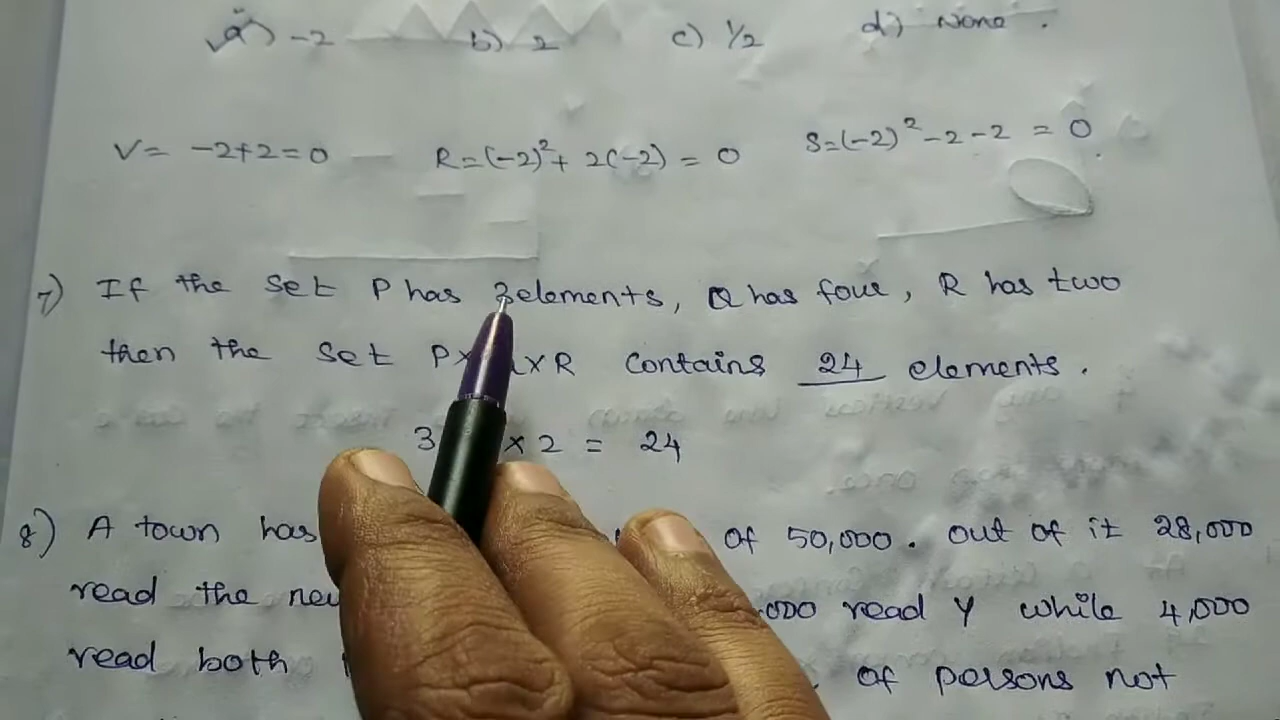 a) -2 b) 2 c) 1/2 d) None.
V= -2+2=0 R=(-2)²+ 2(-2) = 0 S=(-2)²-2-2 = 0
7) If the set P has 3 elements, Q has four, R has two
then the set P× ×R contains 24 elements.
3 ×2 = 24
8) A town has of 50,000. out of it 28,000
read the read Y while 4,000
read both of persons not